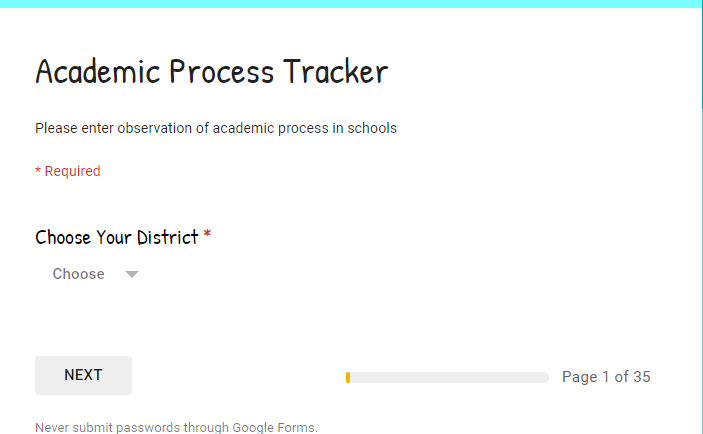 Academic Process Tracker
Please enter observation of academic process in schools
* Required
Choose Your District *
Choose
NEXT
Page 1 of 35
Never submit passwords through Google Forms.